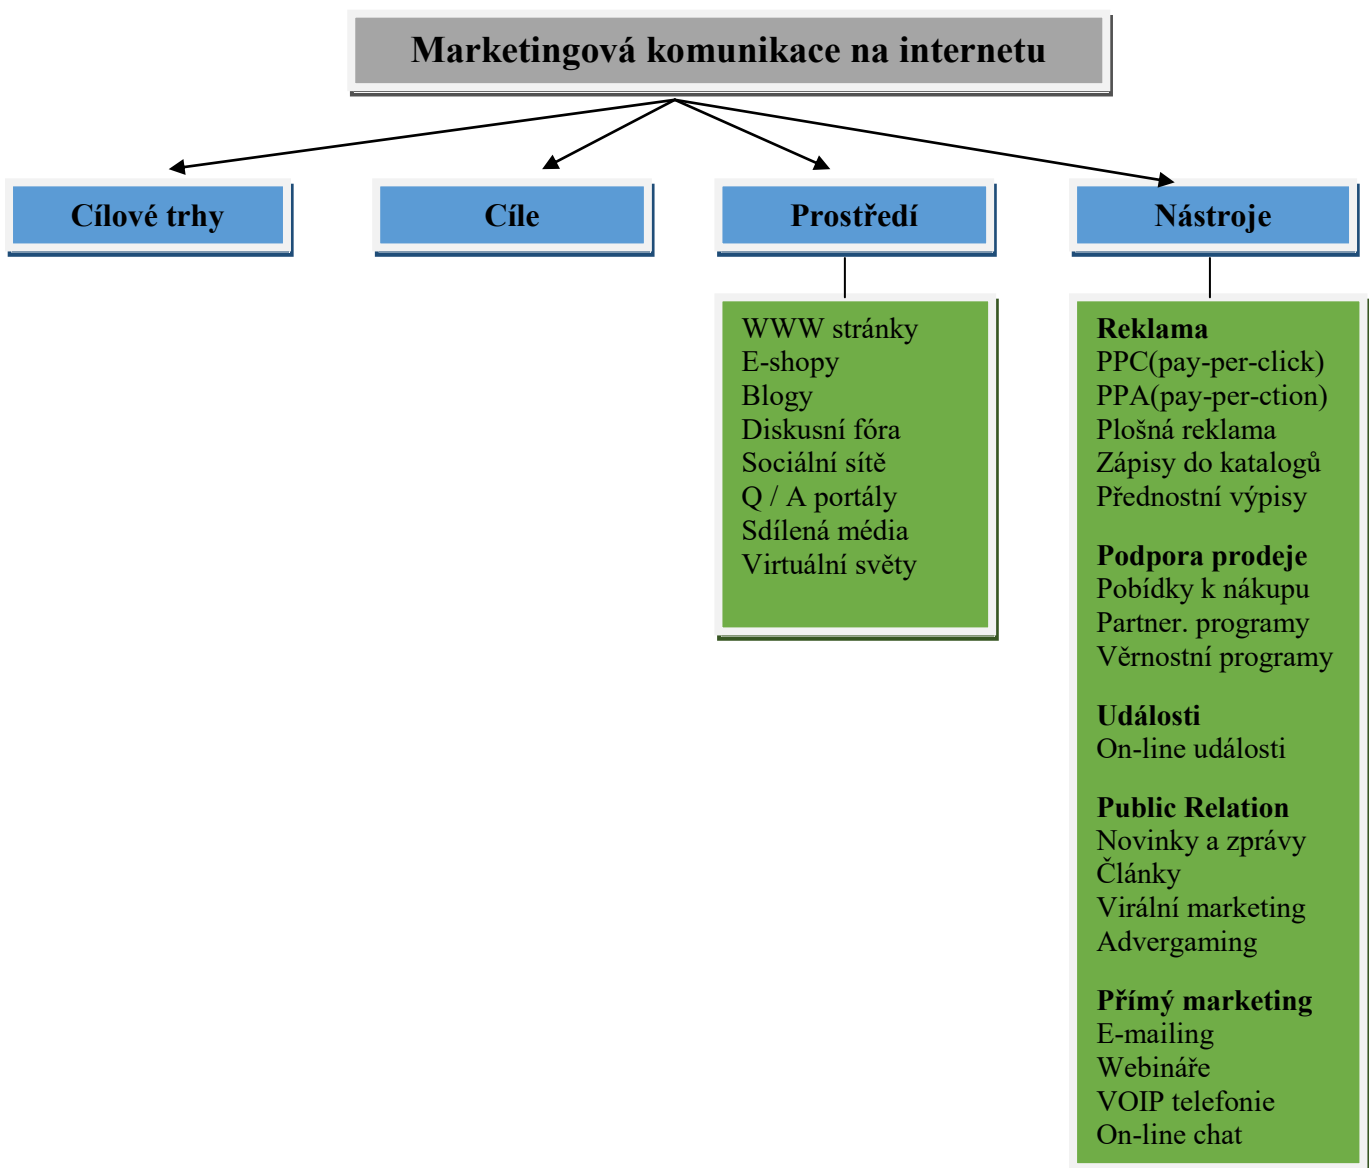 Marketingová komunikace na internetu
Cílové trhy
Cíle
Prostředí
Nástroje
WWW stránky
E-shopy
Blogy
Diskusní fóra
Sociální sítě
Q / A portály
Sdílená média
Virtuální světy
Reklama
PPC(pay-per-click)
PPA(pay-per-ction)
Plošná reklama
Zápisy do katalogů
Přednostní výpisy
Podpora prodeje
Pobídky k nákupu
Partner. programy
Věrnostní programy
Události
On-line události
Public Relation
Novinky a zprávy
Články
Virální marketing
Advergaming
Přímý marketing
E-mailing
Webináře
VOIP telefonie
On-line chat